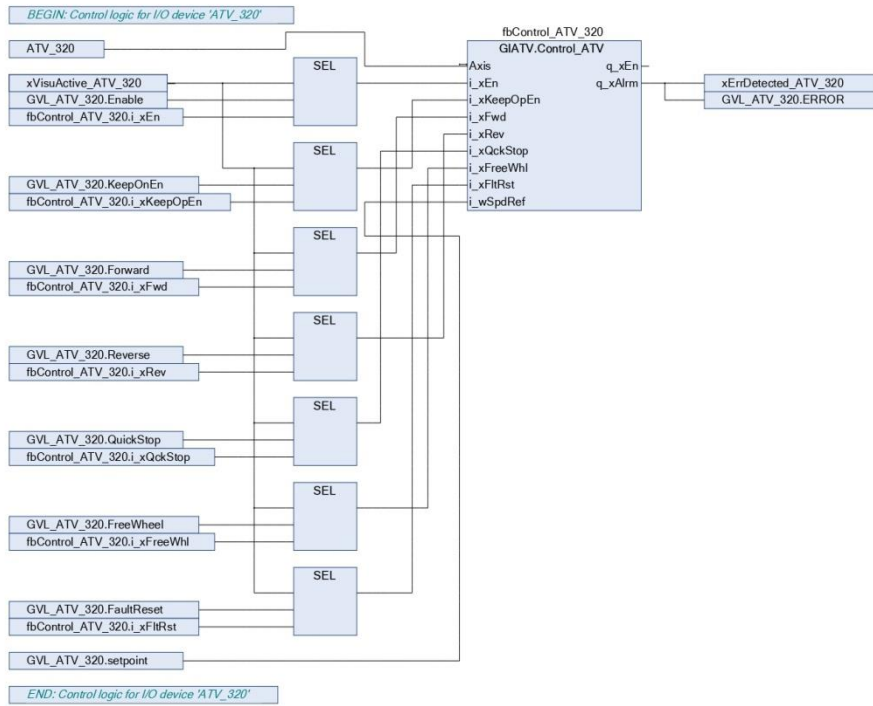 BEGIN: Control logic for I/O device 'ATV_320'
ATV_320
xVisuActive_ATV_320
GVL_ATV_320.Enable
fbControl_ATV_320.i_xEn
SEL
fbControl_ATV_320
GIATV.Control_ATV
Axis
i_xEn
i_xKeepOpEn
i_xFwd
i_xRev
i_xQckStop
i_xFreeWhl
i_xFltRst
i_wSpdRef
q_xEn
q_xAlrm
xErrDetected_ATV_320
GVL_ATV_320.ERROR
SEL
GVL_ATV_320.KeepOnEn
fbControl_ATV_320.i_xKeepOpEn
SEL
GVL_ATV_320.Forward
fbControl_ATV_320.i_xFwd
SEL
GVL_ATV_320.Reverse
fbControl_ATV_320.i_xRev
SEL
GVL_ATV_320.QuickStop
fbControl_ATV_320.i_xQckStop
SEL
GVL_ATV_320.FreeWheel
fbControl_ATV_320.i_xFreeWhl
SEL
GVL_ATV_320.FaultReset
fbControl_ATV_320.i_xFltRst
GVL_ATV_320.setpoint
END: Control logic for I/O device 'ATV_320'